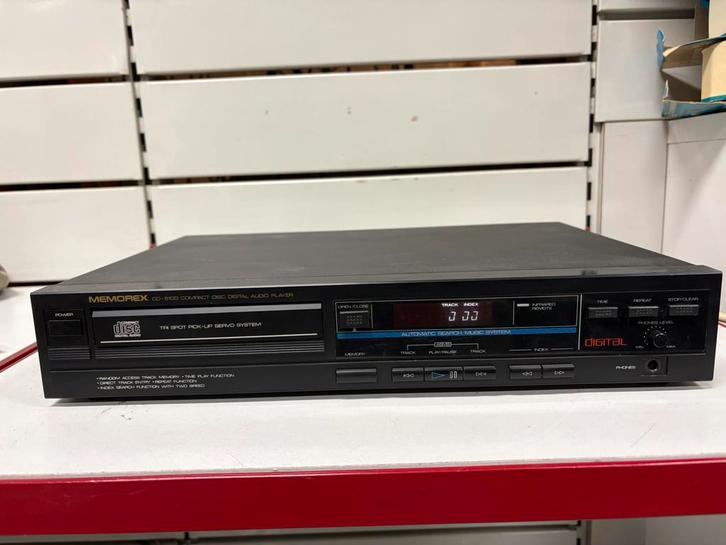 MEMOREX CD-5100 COMPACT DISC DIGITAL AUDIO PLAYER
POWER
COMPACT
disc
DIGITAL AUDIO
TRI SPOT PICK-UP SERVO SYSTEM
OPEN/CLOSE
TRACK INDEX
0 00
INFRARED
REMOTE
AUTOMATIC SEARCH MUSIC SYSTEM
TIME
REPEAT
STOP/CLEAR
PHONES LEVEL
MIN
MAX
DIGITAL
MEMORY
TRACK
PLAY/PAUSE
TRACK
INDEX
PHONES
•RANDOM ACCESS TRACK MEMORY •TIME PLAY FUNCTION
•DIRECT TRACK ENTRY •REPEAT FUNCTION
•INDEX SEARCH FUNCTION WITH TWO SPEED